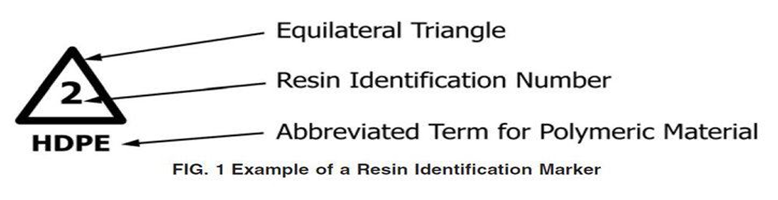 Equilateral Triangle
2
Resin Identification Number
HDPE
Abbreviated Term for Polymeric Material
FIG. 1 Example of a Resin Identification Marker